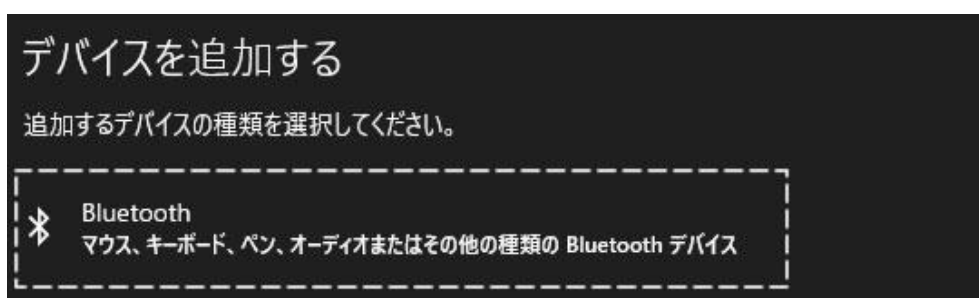 デバイスを追加する
追加するデバイスの種類を選択してください。
Bluetooth
マウス、キーボード、ペン、オーディオまたはその他の種類の Bluetooth デバイス